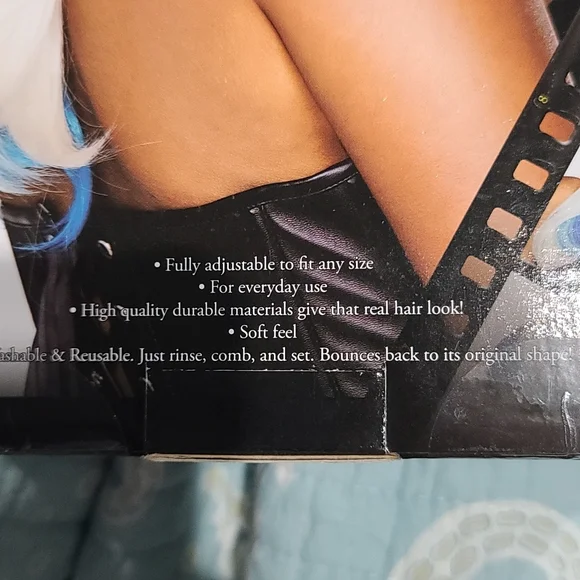 • Fully adjustable to fit any size
• For everyday use
• High quality durable materials give that real hair look!
• Soft feel
& Reusable. Just rinse, comb, and set. Bounces back to its original shape!